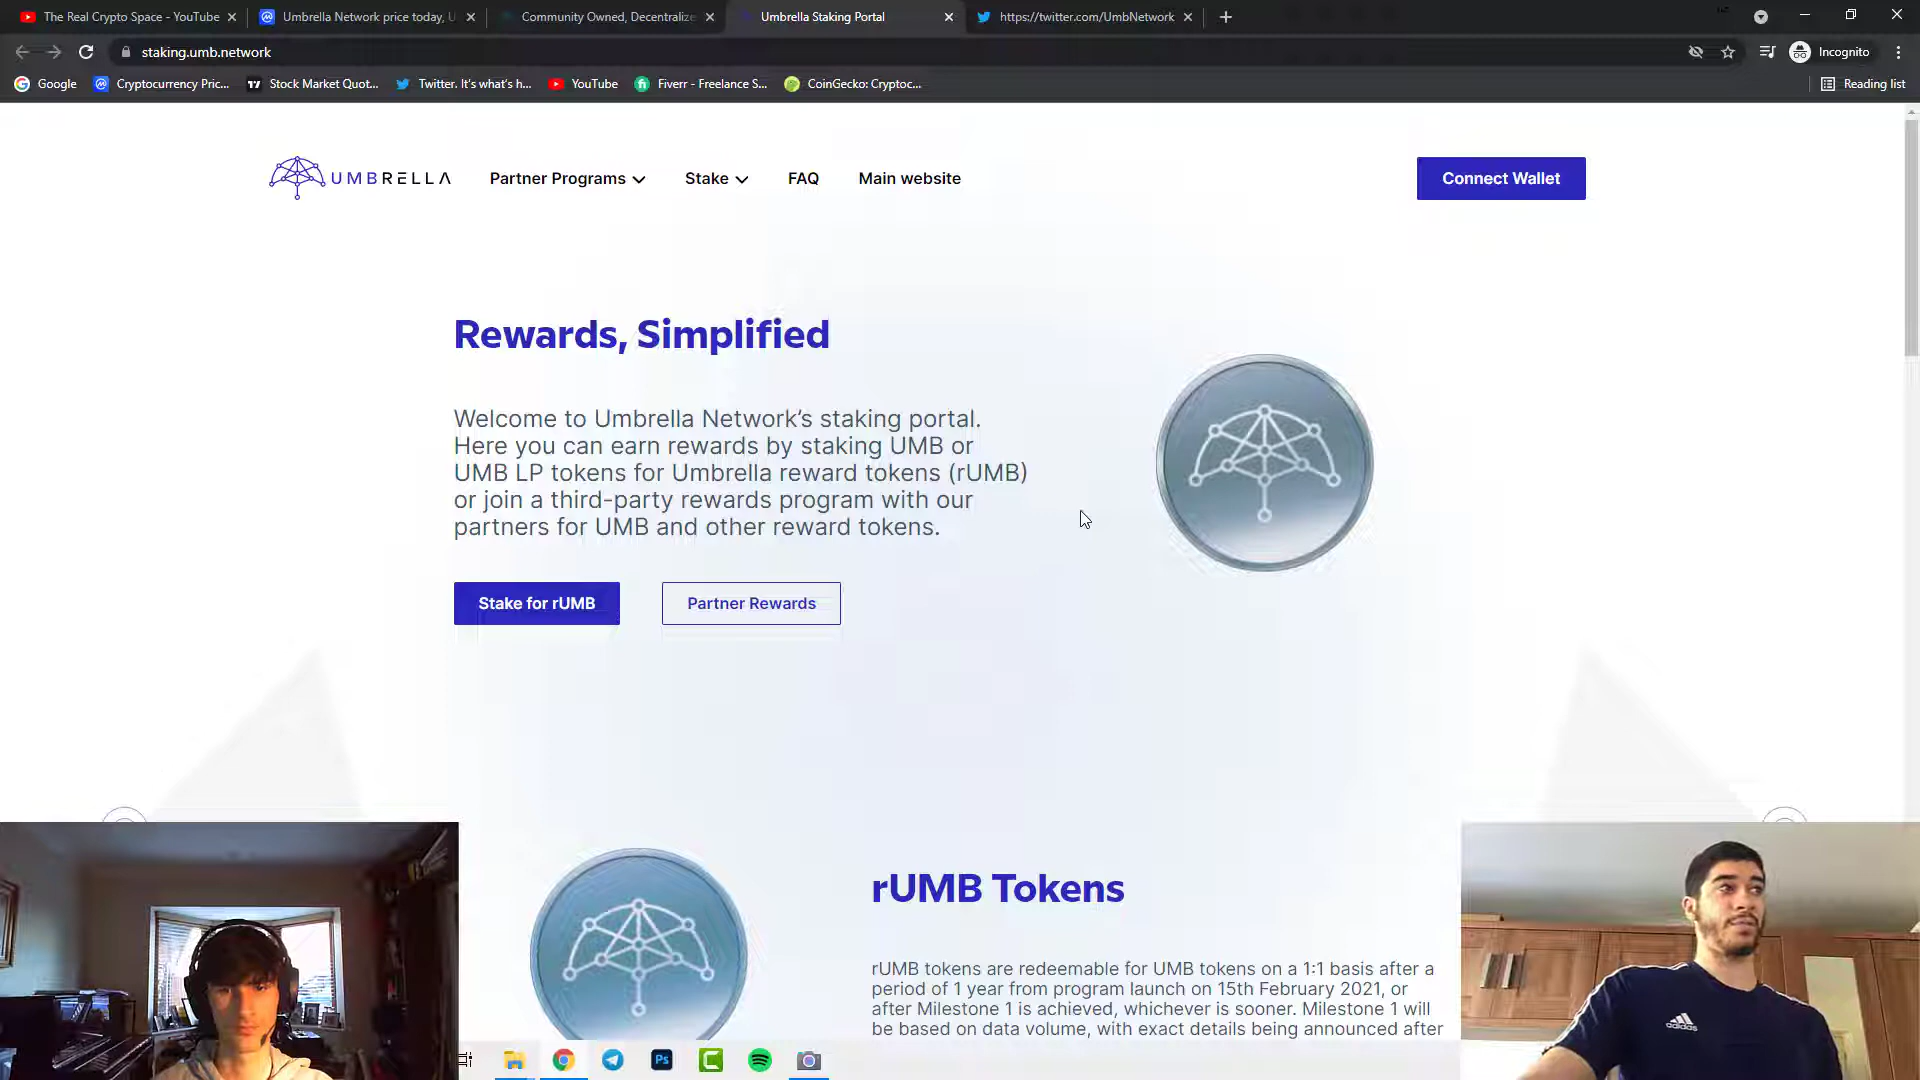 The Real Crypto Space - YouTube
Umbrella Network price today, U
Community Owned, Decentralize
Umbrella Staking Portal
https://twitter.com/UmbNetwork
staking.umb.network
Incognito
Google
Cryptocurrency Pric...
Stock Market Quot...
Twitter. It's what's h...
YouTube
Fiverr - Freelance S...
CoinGecko: Cryptoc...
Reading list
UMBRELLA
Partner Programs
Stake
FAQ
Main website
Connect Wallet
Rewards, Simplified
Welcome to Umbrella Network's staking portal.
Here you can earn rewards by staking UMB or
UMB LP tokens for Umbrella reward tokens (rUMB)
or join a third-party rewards program with our
partners for UMB and other reward tokens.
Stake for rUMB
Partner Rewards
rUMB Tokens
rUMB tokens are redeemable for UMB tokens on a 1:1 basis after a
period of 1 year from program launch on 15th February 2021, or
after Milestone 1 is achieved, whichever is sooner. Milestone 1 will
be based on data volume, with exact details being announced after
adidas
Ps